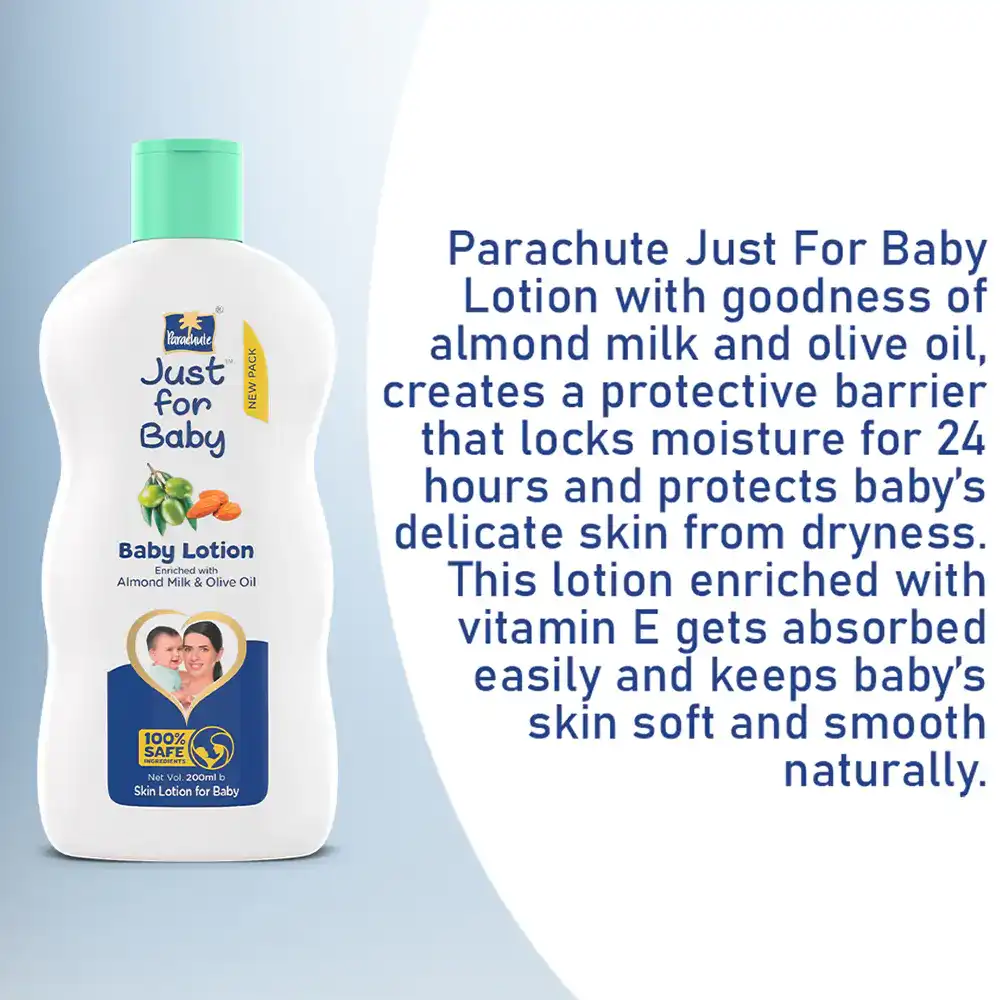 Parachute
®
Just™
for
Baby
NEW PACK
Baby Lotion
Enriched with
Almond Milk & Olive Oil
100%
SAFE
INGREDIENTS
Net Vol. 200ml b
Skin Lotion for Baby
Parachute Just For Baby
Lotion with goodness of
almond milk and olive oil,
creates a protective barrier
that locks moisture for 24
hours and protects baby's
delicate skin from dryness.
This lotion enriched with
vitamin E gets absorbed
easily and keeps baby's
skin soft and smooth
naturally.